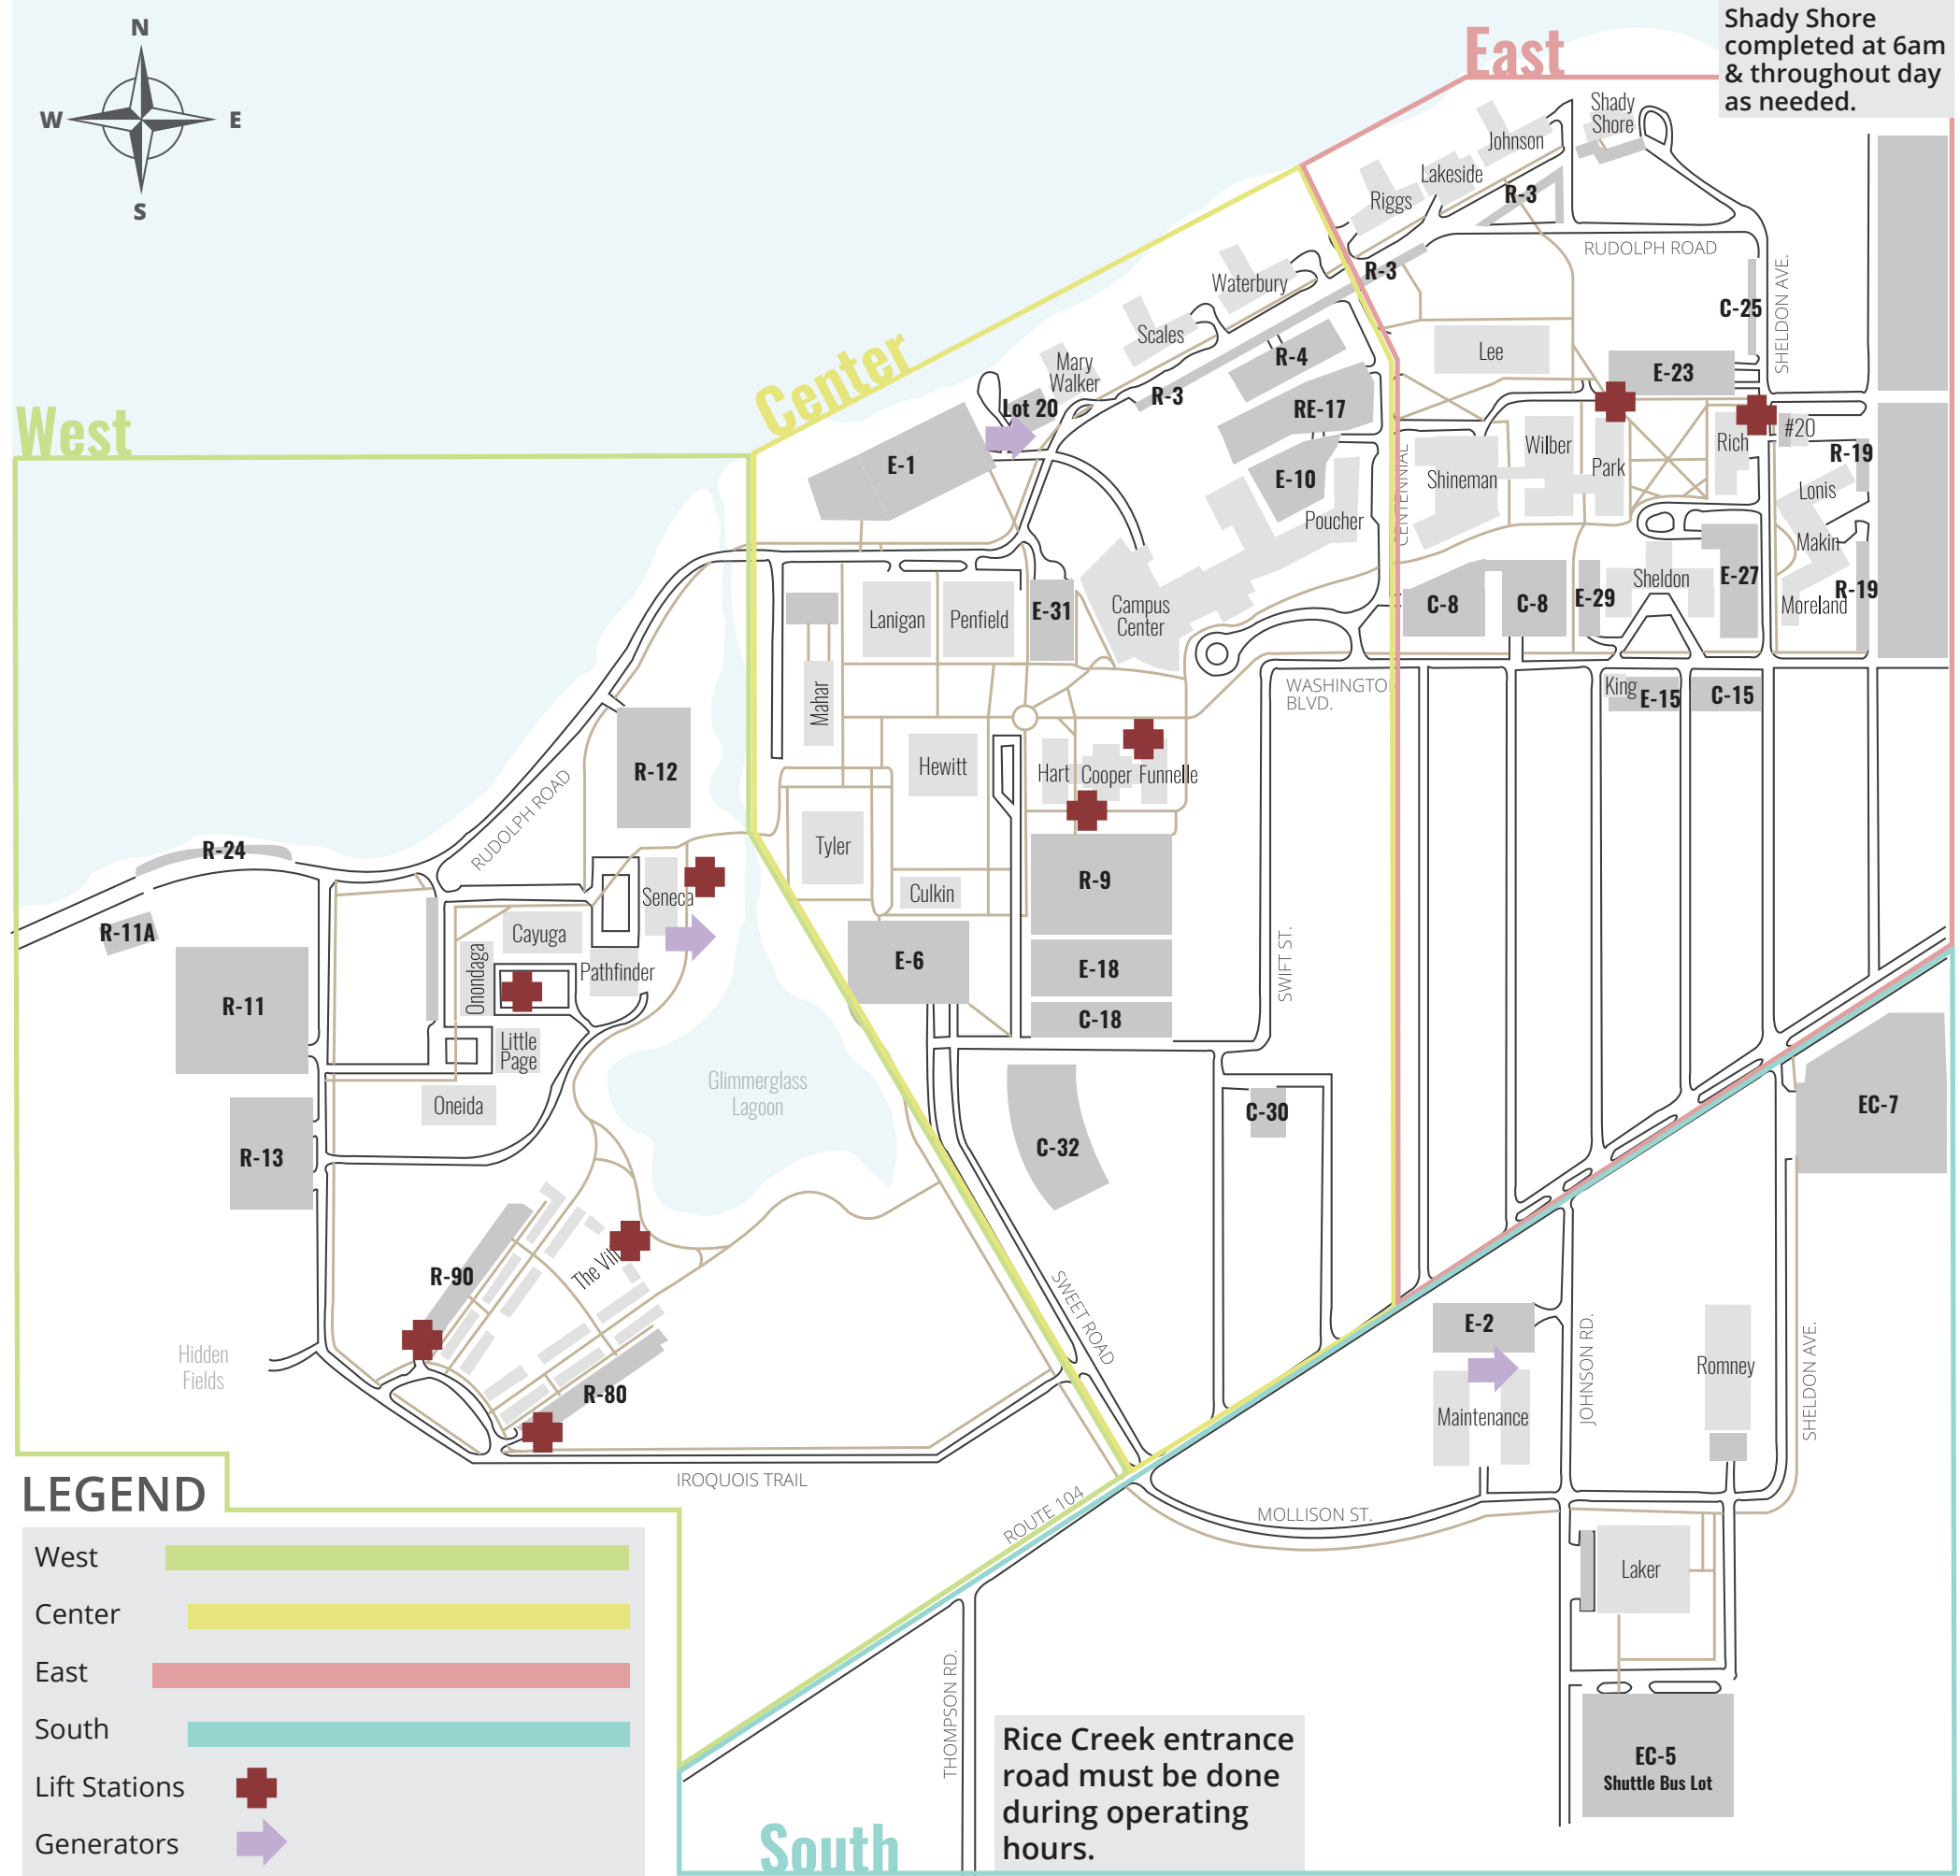 N
W
E
S
East
Shady Shore
completed at 6am
& throughout day
as needed.
Shady
Shore
Johnson
Lakeside
Riggs
R-3
RUDOLPH ROAD
SHELDON AVE.
C-25
R-3
Waterbury
Scales
Mary
Walker
R-4
Lee
E-23
Center
Lot 20
R-3
RE-17
West
E-1
E-10
Poucher
CENTENNIAL
Shineman
Wilber
Park
Rich
#20
R-19
Lonis
Makin
Moreland
R-19
Sheldon
E-27
E-29
C-8
C-8
Lanigan
Penfield
E-31
Campus
Center
Mahar
WASHINGTO
BLVD.
King
E-15
C-15
R-12
RUDOLPH ROAD
Hewitt
Hart
Cooper
Funnelle
Tyler
R-24
Culkin
R-9
Seneca
R-11A
Cayuga
Onondaga
Pathfinder
E-6
E-18
C-18
SWIFT ST.
R-11
Little
Page
Oneida
Glimmerglass
Lagoon
C-30
C-32
EC-7
R-13
The Vill
R-90
R-80
SWEET ROAD
Hidden
Fields
E-2
Maintenance
JOHNSON RD.
Romney
SHELDON AVE.
IROQUOIS TRAIL
ROUTE 104
MOLLISON ST.
Laker
THOMPSON RD.
EC-5
Shuttle Bus Lot
Rice Creek entrance
road must be done
during operating
hours.
South
LEGEND
West
Center
East
South
Lift Stations
Generators